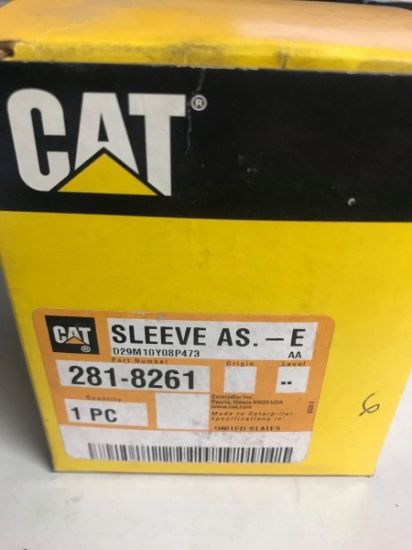 CAT®
CAT SLEEVE AS. – E
D29M10Y08P473 AA
Part Number Origin Level
281-8261 --
Quantity
1 PC
Caterpillar Inc.
Peoria, Illinois 61629 USA
www.cat.com
Made to Caterpillar
specifications in:
UNITED STATES
6